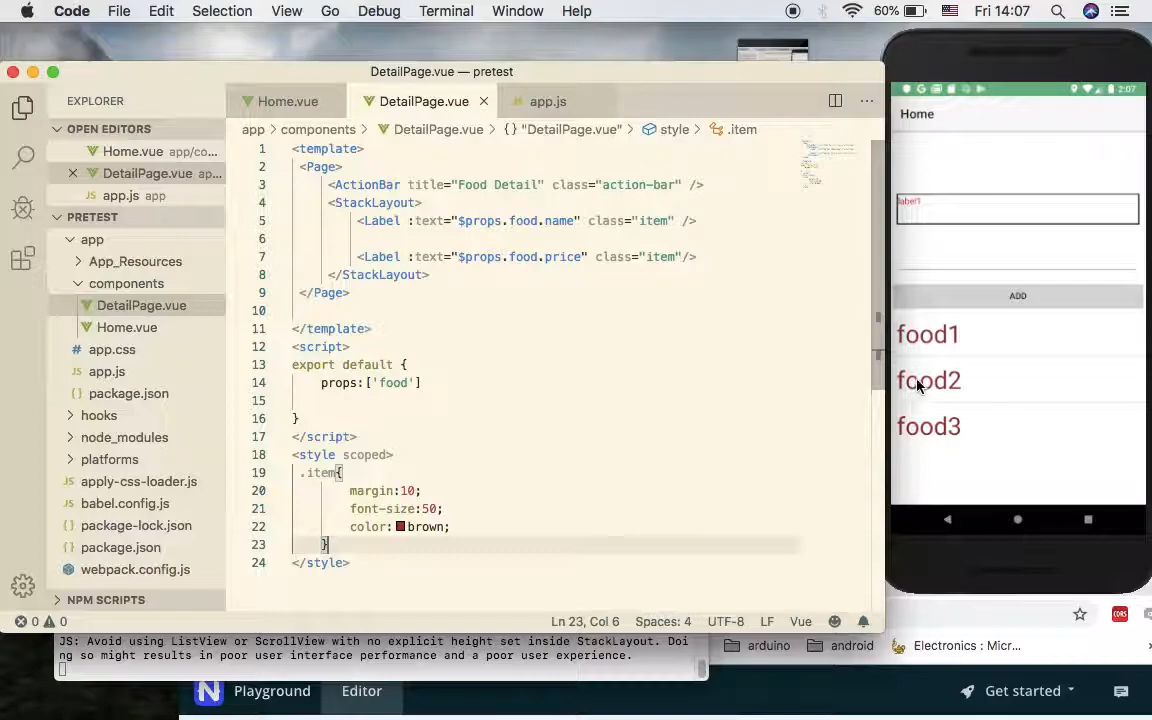 Code File Edit Selection View Go Debug Terminal Window Help 60% Fri 14:07
DetailPage.vue — pretest
EXPLORER
Home.vue
DetailPage.vue
app.js
OPEN EDITORS
Home.vue app/co...
DetailPage.vue ap...
app.js app
PRETEST
app
App_Resources
components
DetailPage.vue
Home.vue
# app.css
app.js
{} package.json
hooks
node_modules
platforms
apply-css-loader.js
babel.config.js
package-lock.json
package.json
webpack.config.js
NPM SCRIPTS
app > components > DetailPage.vue > {} "DetailPage.vue" > style > .item
1 <template>
2 <Page>
3 <ActionBar title="Food Detail" class="action-bar" />
4 <StackLayout>
5 <Label :text="$props.food.name" class="item" />
6
7 <Label :text="$props.food.price" class="item"/>
8 </StackLayout>
9 </Page>
10
11 </template>
12 <script>
13 export default {
14 props:['food']
15
16 }
17 </script>
18 <style scoped>
19 .item{
20 margin:10;
21 font-size:50;
22 color: brown;
23 }
24 </style>
0 0 Ln 23, Col 6 Spaces: 4 UTF-8 LF Vue
JS: Avoid using ListView or ScrollView with no explicit height set inside StackLayout. Doi
ng so might results in poor user interface performance and a poor user experience.
2:07
Home
label1
ADD
food1
food2
food3
CORS
arduino android Electronics : Micr...
N Playground Editor Get started